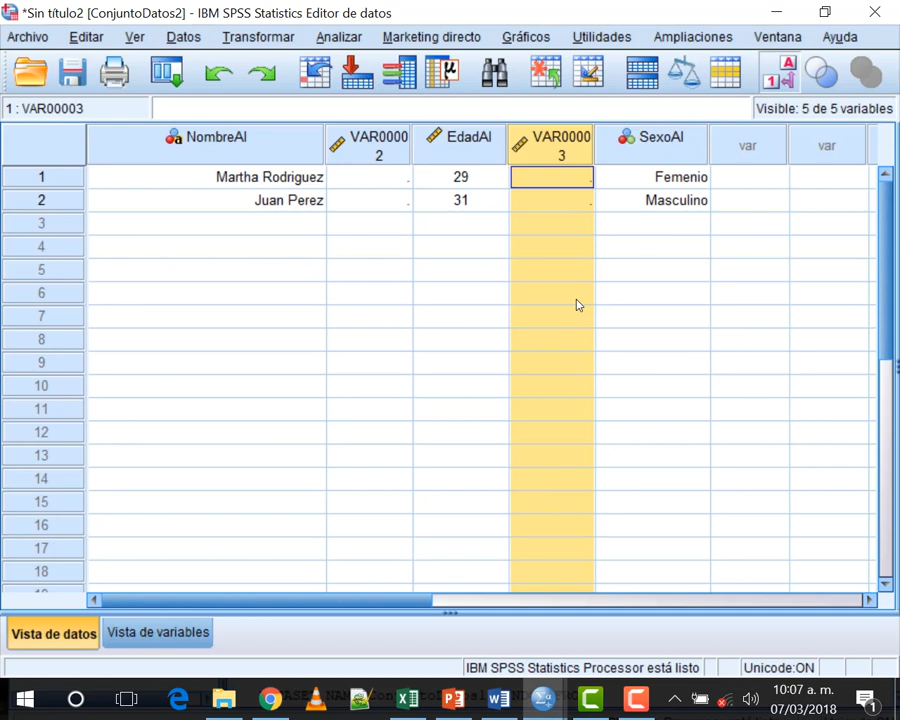 *Sin título2 [ConjuntoDatos2] - IBM SPSS Statistics Editor de datos
Archivo Editar Ver Datos Transformar Analizar Marketing directo Gráficos Utilidades Ampliaciones Ventana Ayuda
1 : VAR00003 Visible: 5 de 5 variables
NombreAl VAR0000 2 EdadAl VAR0000 3 SexoAl var var
1 Martha Rodriguez . 29 . Femenio
2 Juan Perez . 31 . Masculino
3
4
5
6
7
8
9
10
11
12
13
14
15
16
17
18
Vista de datos Vista de variables
IBM SPSS Statistics Processor está listo Unicode:ON
10:07 a. m.
07/03/2018
1